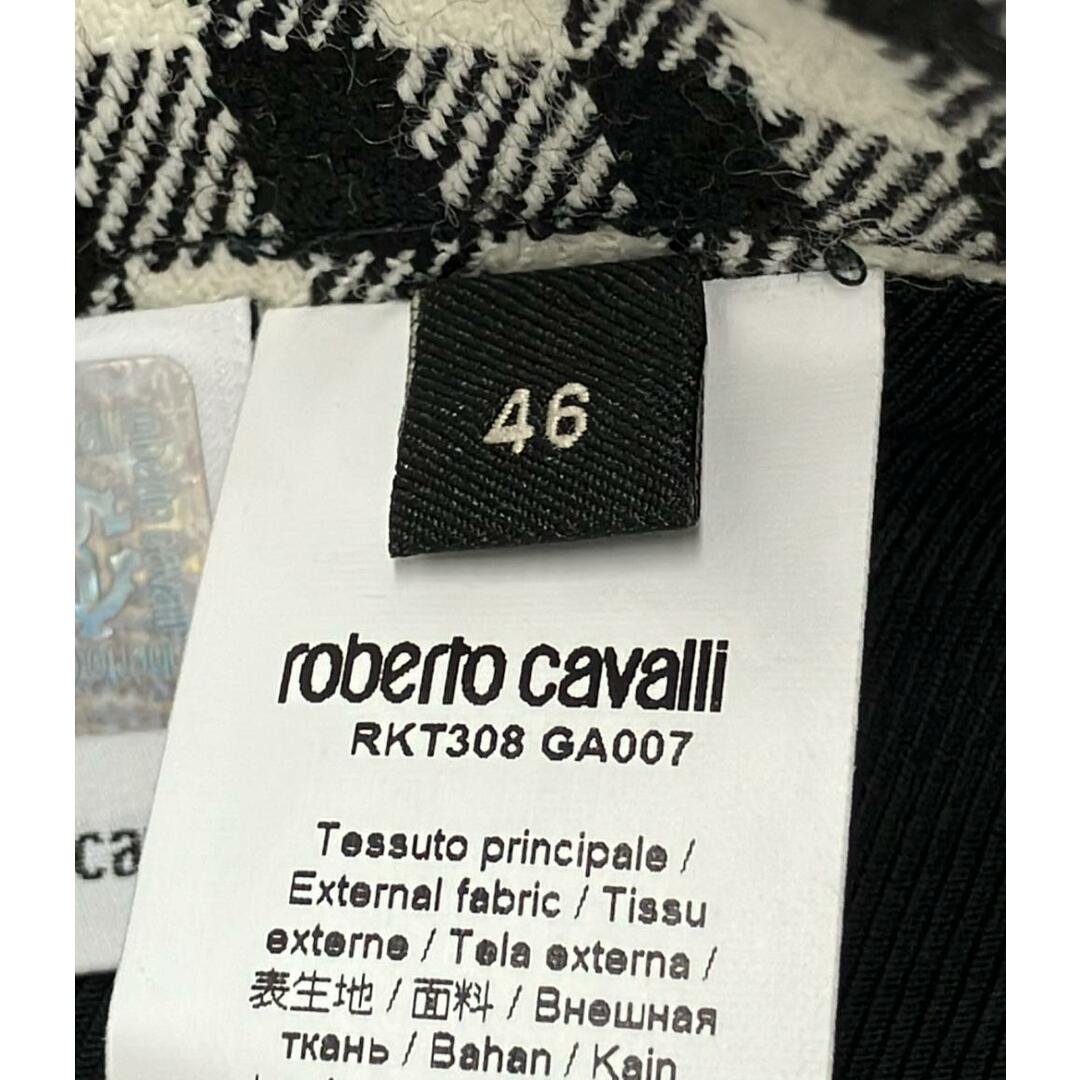 46
roberto cavalli
RKT308 GA007
Tessuto principale /
External fabric / Tissu
externe / Tela externa /
表生地 / 面料 / Внешная
ткань / Bahan / Kain
ca